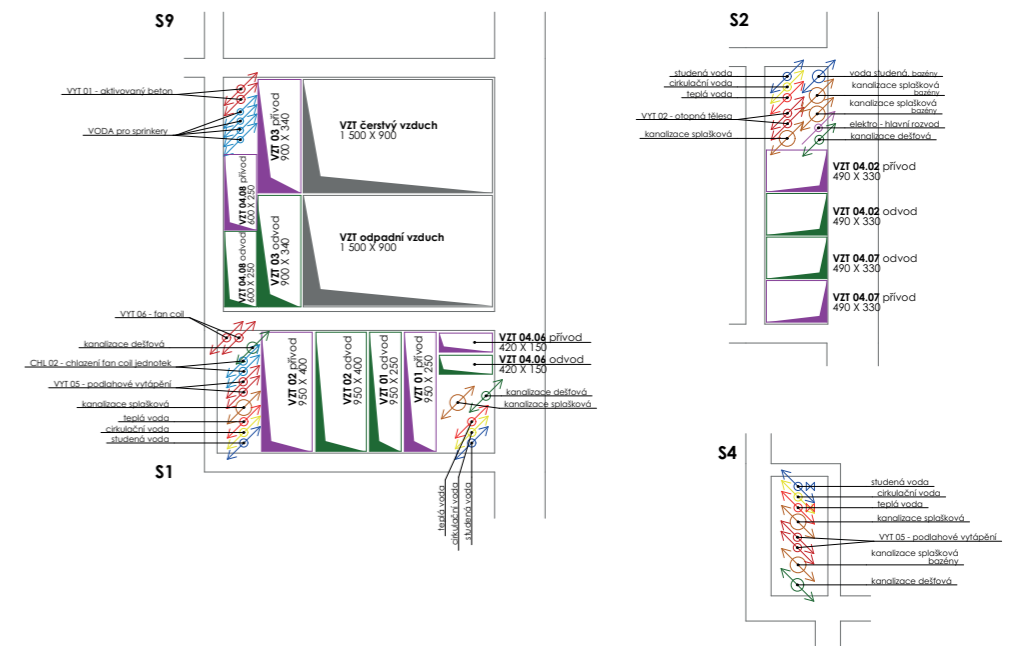 S9
VYT 01 - aktivovaný beton
VODA pro sprinkery
VZT 03 přívod
900 X 340
VZT čerstvý vzduch
1 500 X 900
VZT 04.08 přívod
600 X 250
VZT 04.08 odvod
600 X 250
VZT 03 odvod
900 X 340
VZT odpadní vzduch
1 500 X 900
VYT 06 - fan coil
kanalizace dešťová
CHL 02 - chlazení fan coil jednotek
VYT 05 - podlahové vytápění
kanalizace splašková
teplá voda
cirkulační voda
studená voda
S1
VZT 02 přívod
950 X 400
VZT 02 odvod
950 X 400
VZT 01 odvod
950 X 250
VZT 01 přívod
950 X 250
VZT 04.06 přívod
420 X 150
VZT 04.06 odvod
420 X 150
kanalizace dešťová
kanalizace splašková
teplá voda
cirkulační voda
studená voda
S2
studená voda
cirkulační voda
teplá voda
VYT 02 - otopná tělesa
kanalizace splašková
voda studená, bazény
kanalizace splašková
bazény
kanalizace splašková
bazény
elektro - hlavní rozvod
kanalizace dešťová
VZT 04.02 přívod
490 X 330
VZT 04.02 odvod
490 X 330
VZT 04.07 odvod
490 X 330
VZT 04.07 přívod
490 X 330
S4
studená voda
cirkulační voda
teplá voda
kanalizace splašková
VYT 05 - podlahové vytápění
kanalizace splašková
bazény
kanalizace dešťová